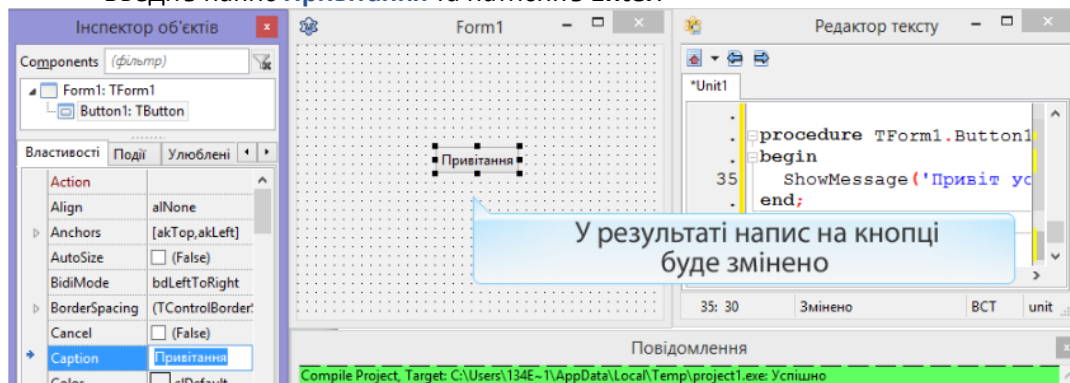 Інспектор об'єктів
Components (фільтр)
Form1: TForm1
Button1: TButton
Властивості Події Улюблені
Action
Align alNone
Anchors [akTop,akLeft]
AutoSize (False)
BidiMode bdLeftToRight
BorderSpacing (TControlBorder
Cancel (False)
Caption Привітання
Form1
Привітання
Редактор тексту
*Unit1
procedure TForm1.Button1
begin
35 ShowMessage('Привіт ус
end;
У результаті напис на кнопці
буде змінено
35: 30 Змінено ВСТ unit
Повідомлення
Compile Project, Target: C:\Users\134E~1\AppData\Local\Temp\project1.exe: Успішно